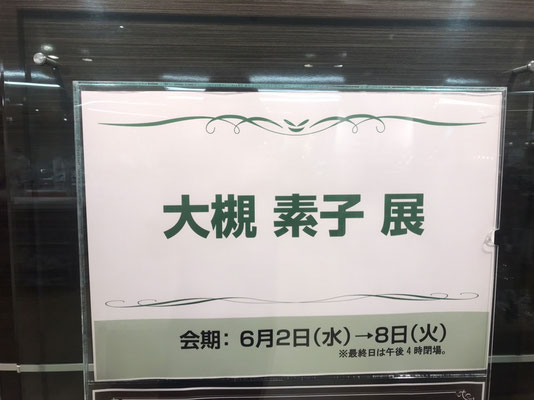 大槻 素子 展
会期: 6月2日(水)→8日(火)
※最終日は午後4時閉場。